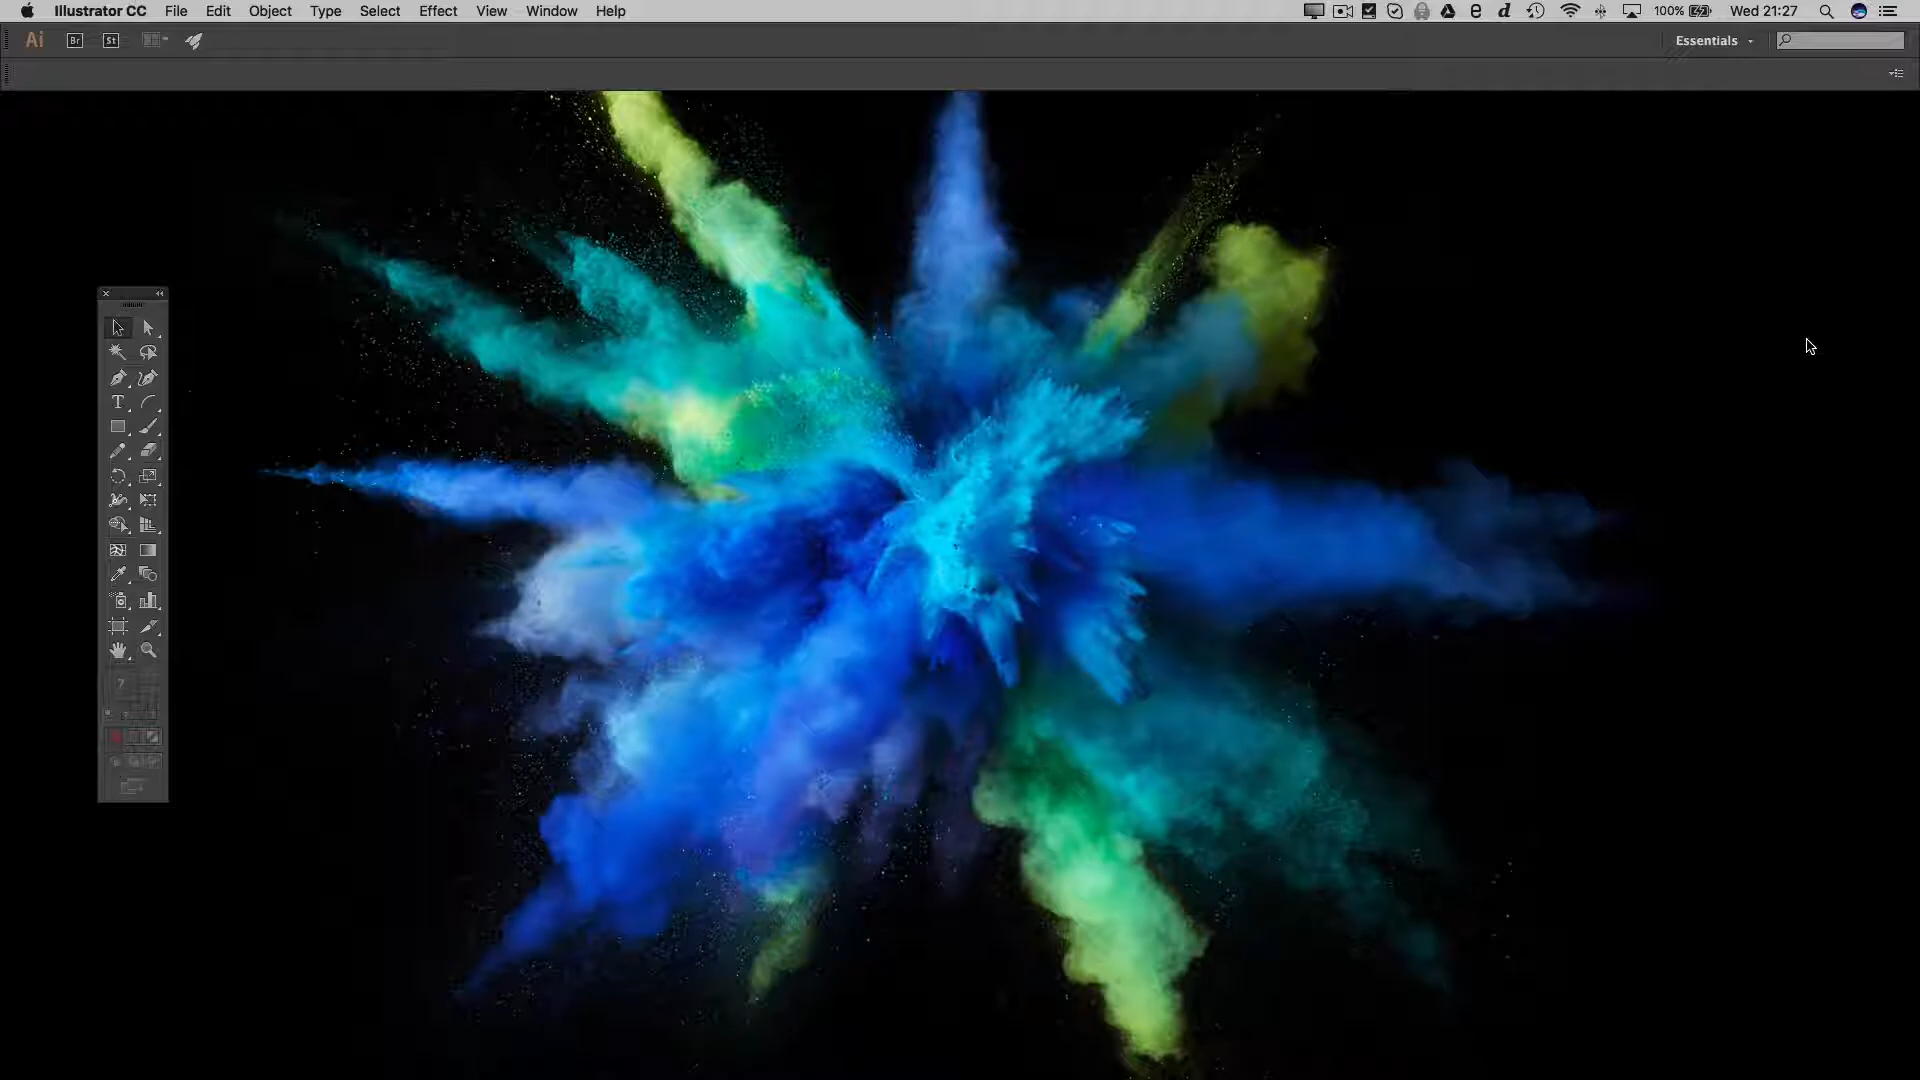 Illustrator CC File Edit Object Type Select Effect View Window Help 100% Wed 21:27
Ai Br St Essentials
T
?